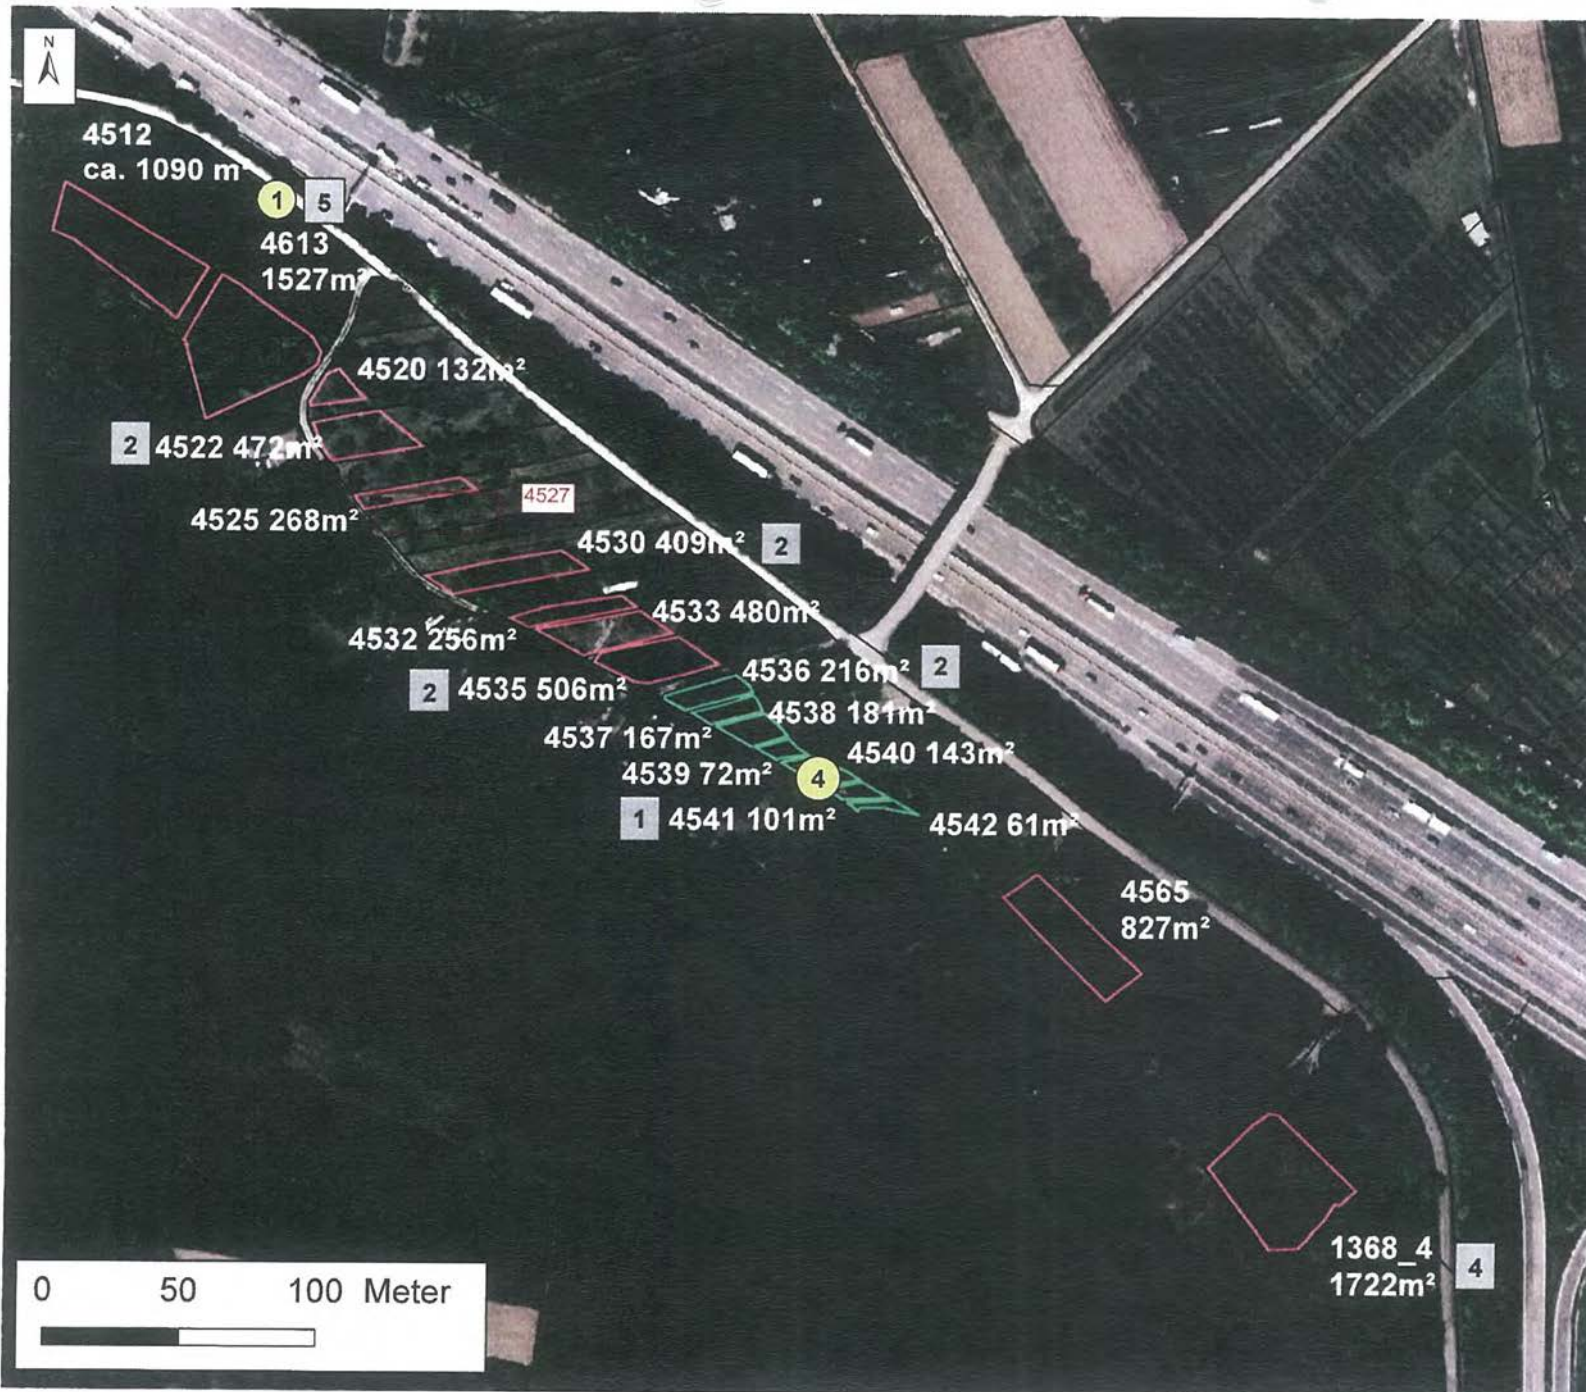 N
4512
ca. 1090 m²
1 5
4613
1527m²
4520 132m²
2 4522 472m²
4527
4525 268m²
4530 409m² 2
4533 480m²
4532 256m²
4536 216m² 2
2 4535 506m²
4538 181m²
4537 167m²
4540 143m²
4539 72m²
4
1 4541 101m²
4542 61m²
4565
827m²
1368_4
1722m²
4
0 50 100 Meter